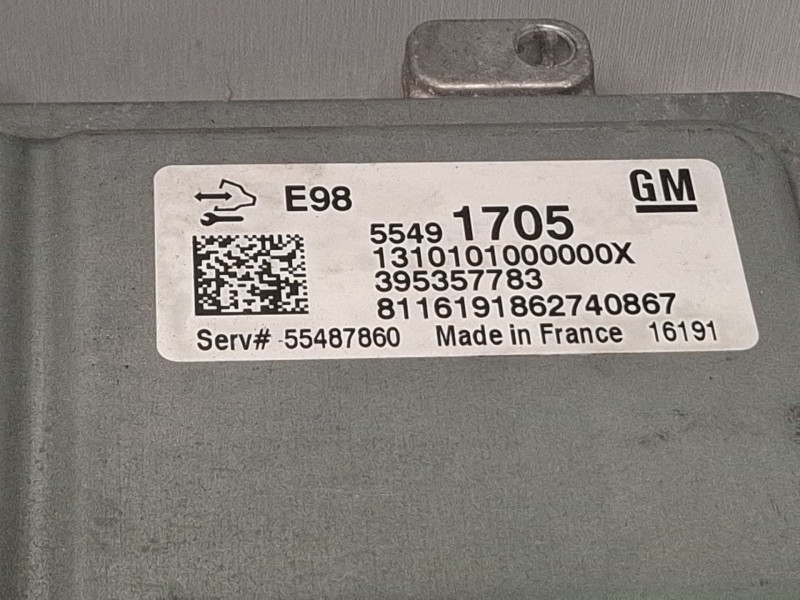 E98 GM
5549 1705
1310101000000X
395357783
8116191862740867
Serv# 55487860 Made in France 16191